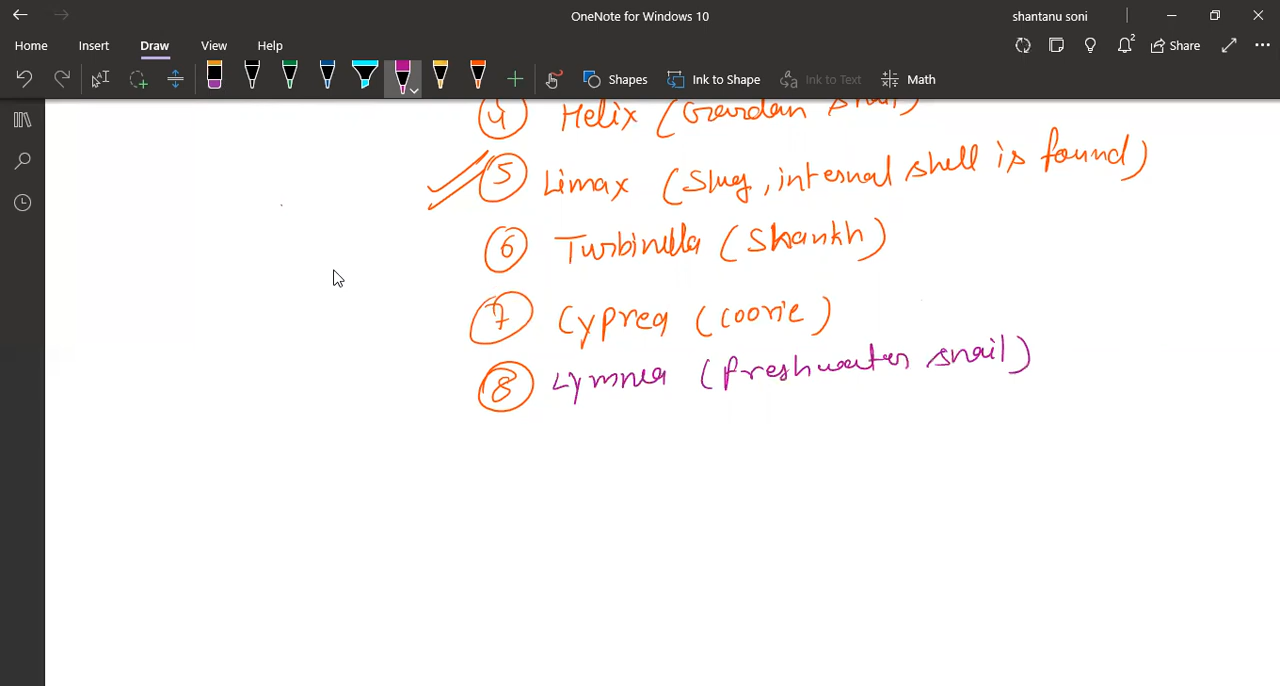 OneNote for Windows 10
shantanu soni
Home Insert Draw View Help
Share
Shapes Ink to Shape Ink to Text Math
4 Helix (Gardan snail)
5 Limax (Slug, internal shell is found)
6 Turbinella (Shankh)
7 Cyprea (coorie)
8 Lymnea (freshwater snail)